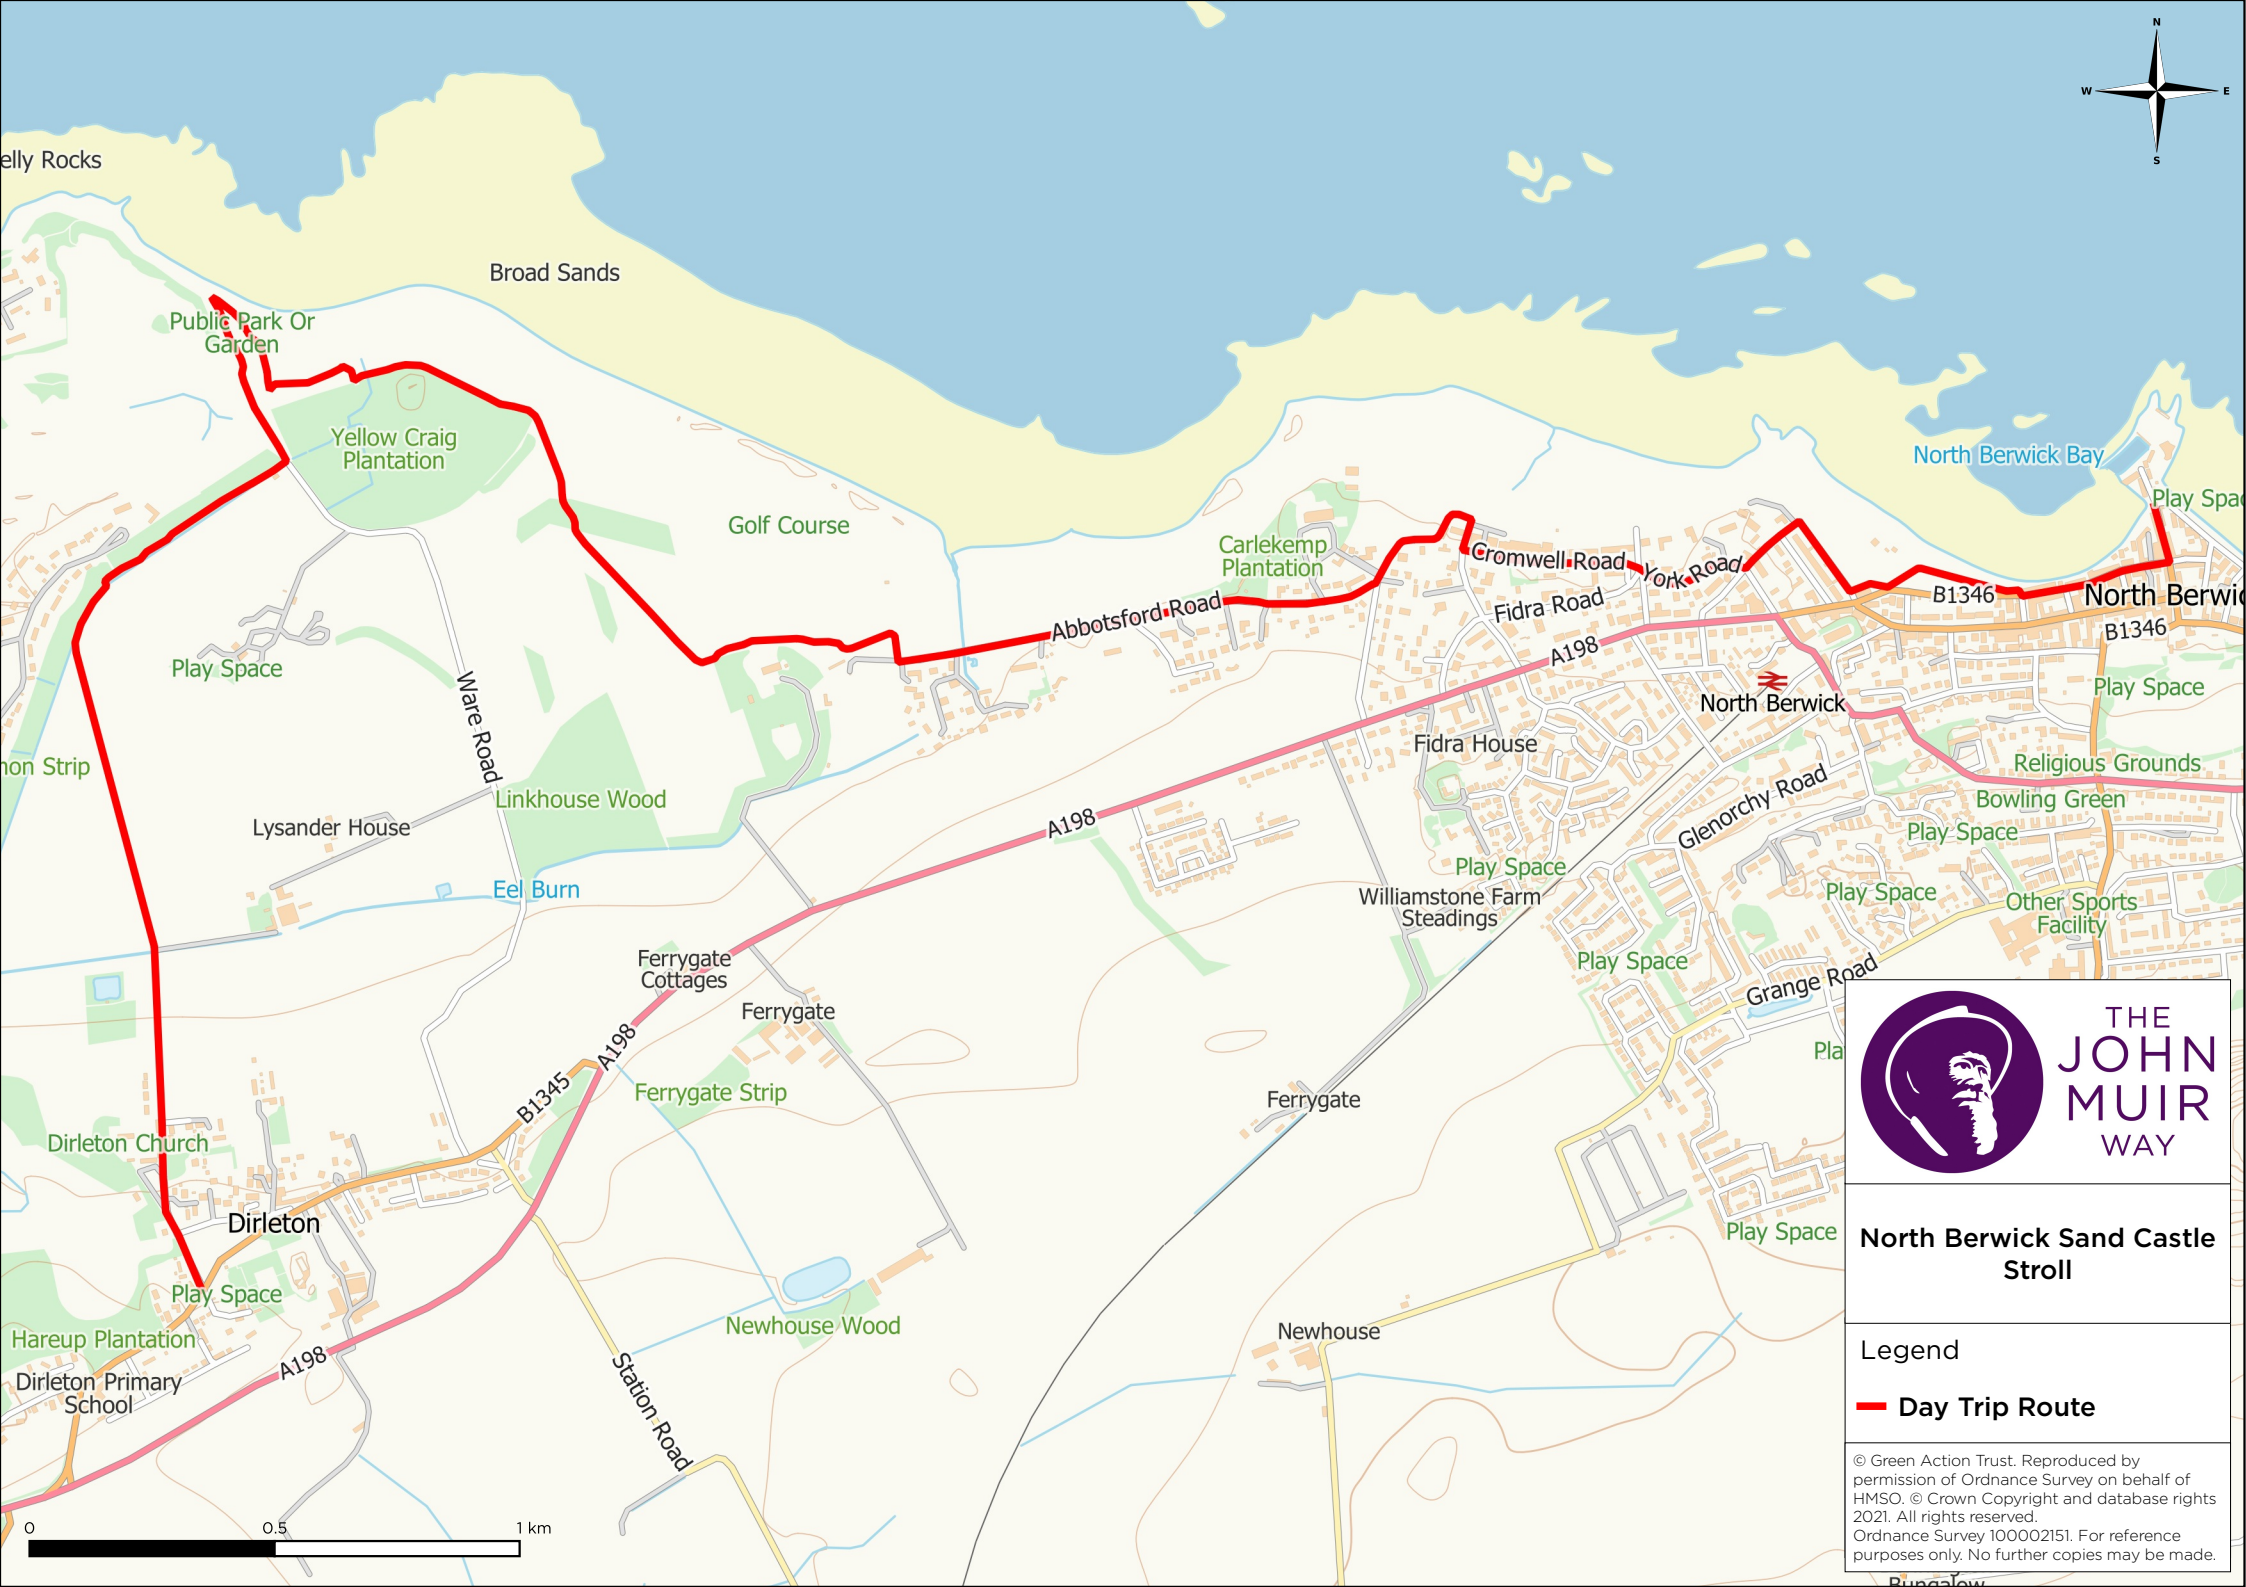 N
W
E
S
elly Rocks
Broad Sands
Public Park Or
Garden
Yellow Craig
Plantation
North Berwick Bay
Play Spa
Golf Course
Carlekemp
Plantation
Cromwell Road
York Road
Fidra Road
Abbotsford Road
B1346
North Berwic
B1346
A198
Play Space
Ware Road
North Berwick
Play Space
non Strip
Fidra House
Religious Grounds
Linkhouse Wood
Bowling Green
Lysander House
A198
Glenorchy Road
Play Space
Play Space
Eel Burn
Williamstone Farm
Steadings
Play Space
Other Sports
Facility
Ferrygate
Cottages
Play Space
Grange Road
Ferrygate
A198
Pla
B1345
Ferrygate Strip
Ferrygate
Dirleton Church
Dirleton
Play Space
Play Space
Hareup Plantation
Newhouse Wood
Newhouse
A198
Dirleton Primary
School
Station Road
0
0.5
1 km
THE
JOHN
MUIR
WAY
North Berwick Sand Castle
Stroll
Legend
Day Trip Route
© Green Action Trust. Reproduced by
permission of Ordnance Survey on behalf of
HMSO. © Crown Copyright and database rights
2021. All rights reserved.
Ordnance Survey 100002151. For reference
purposes only. No further copies may be made.
Bungalow